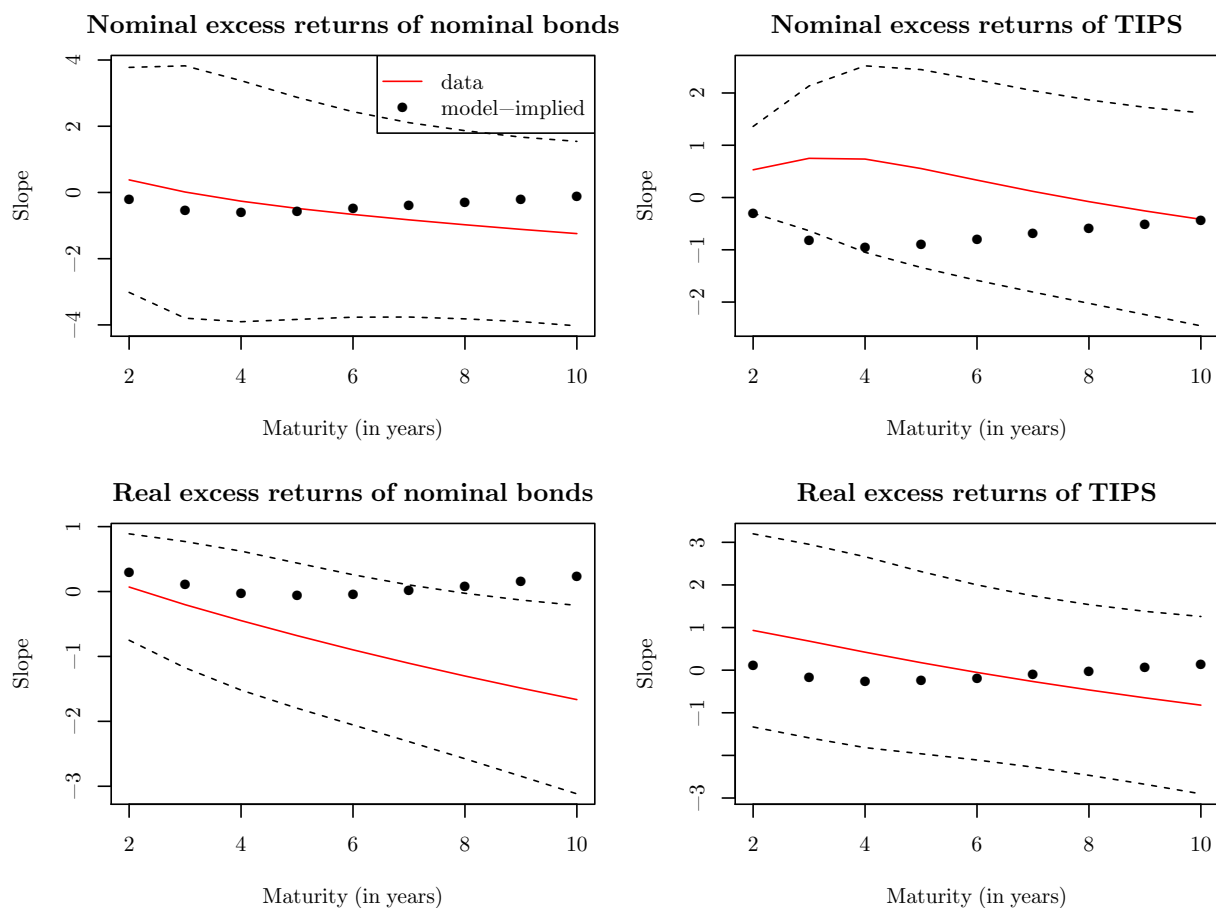 Nominal excess returns of nominal bonds
4
2
0
−2
−4
Slope
data
model−implied
2 4 6 8 10
Maturity (in years)
Nominal excess returns of TIPS
2
1
0
−1
−2
Slope
2 4 6 8 10
Maturity (in years)
Real excess returns of nominal bonds
1
0
−1
−2
−3
Slope
2 4 6 8 10
Maturity (in years)
Real excess returns of TIPS
3
2
1
0
−1
−3
Slope
2 4 6 8 10
Maturity (in years)